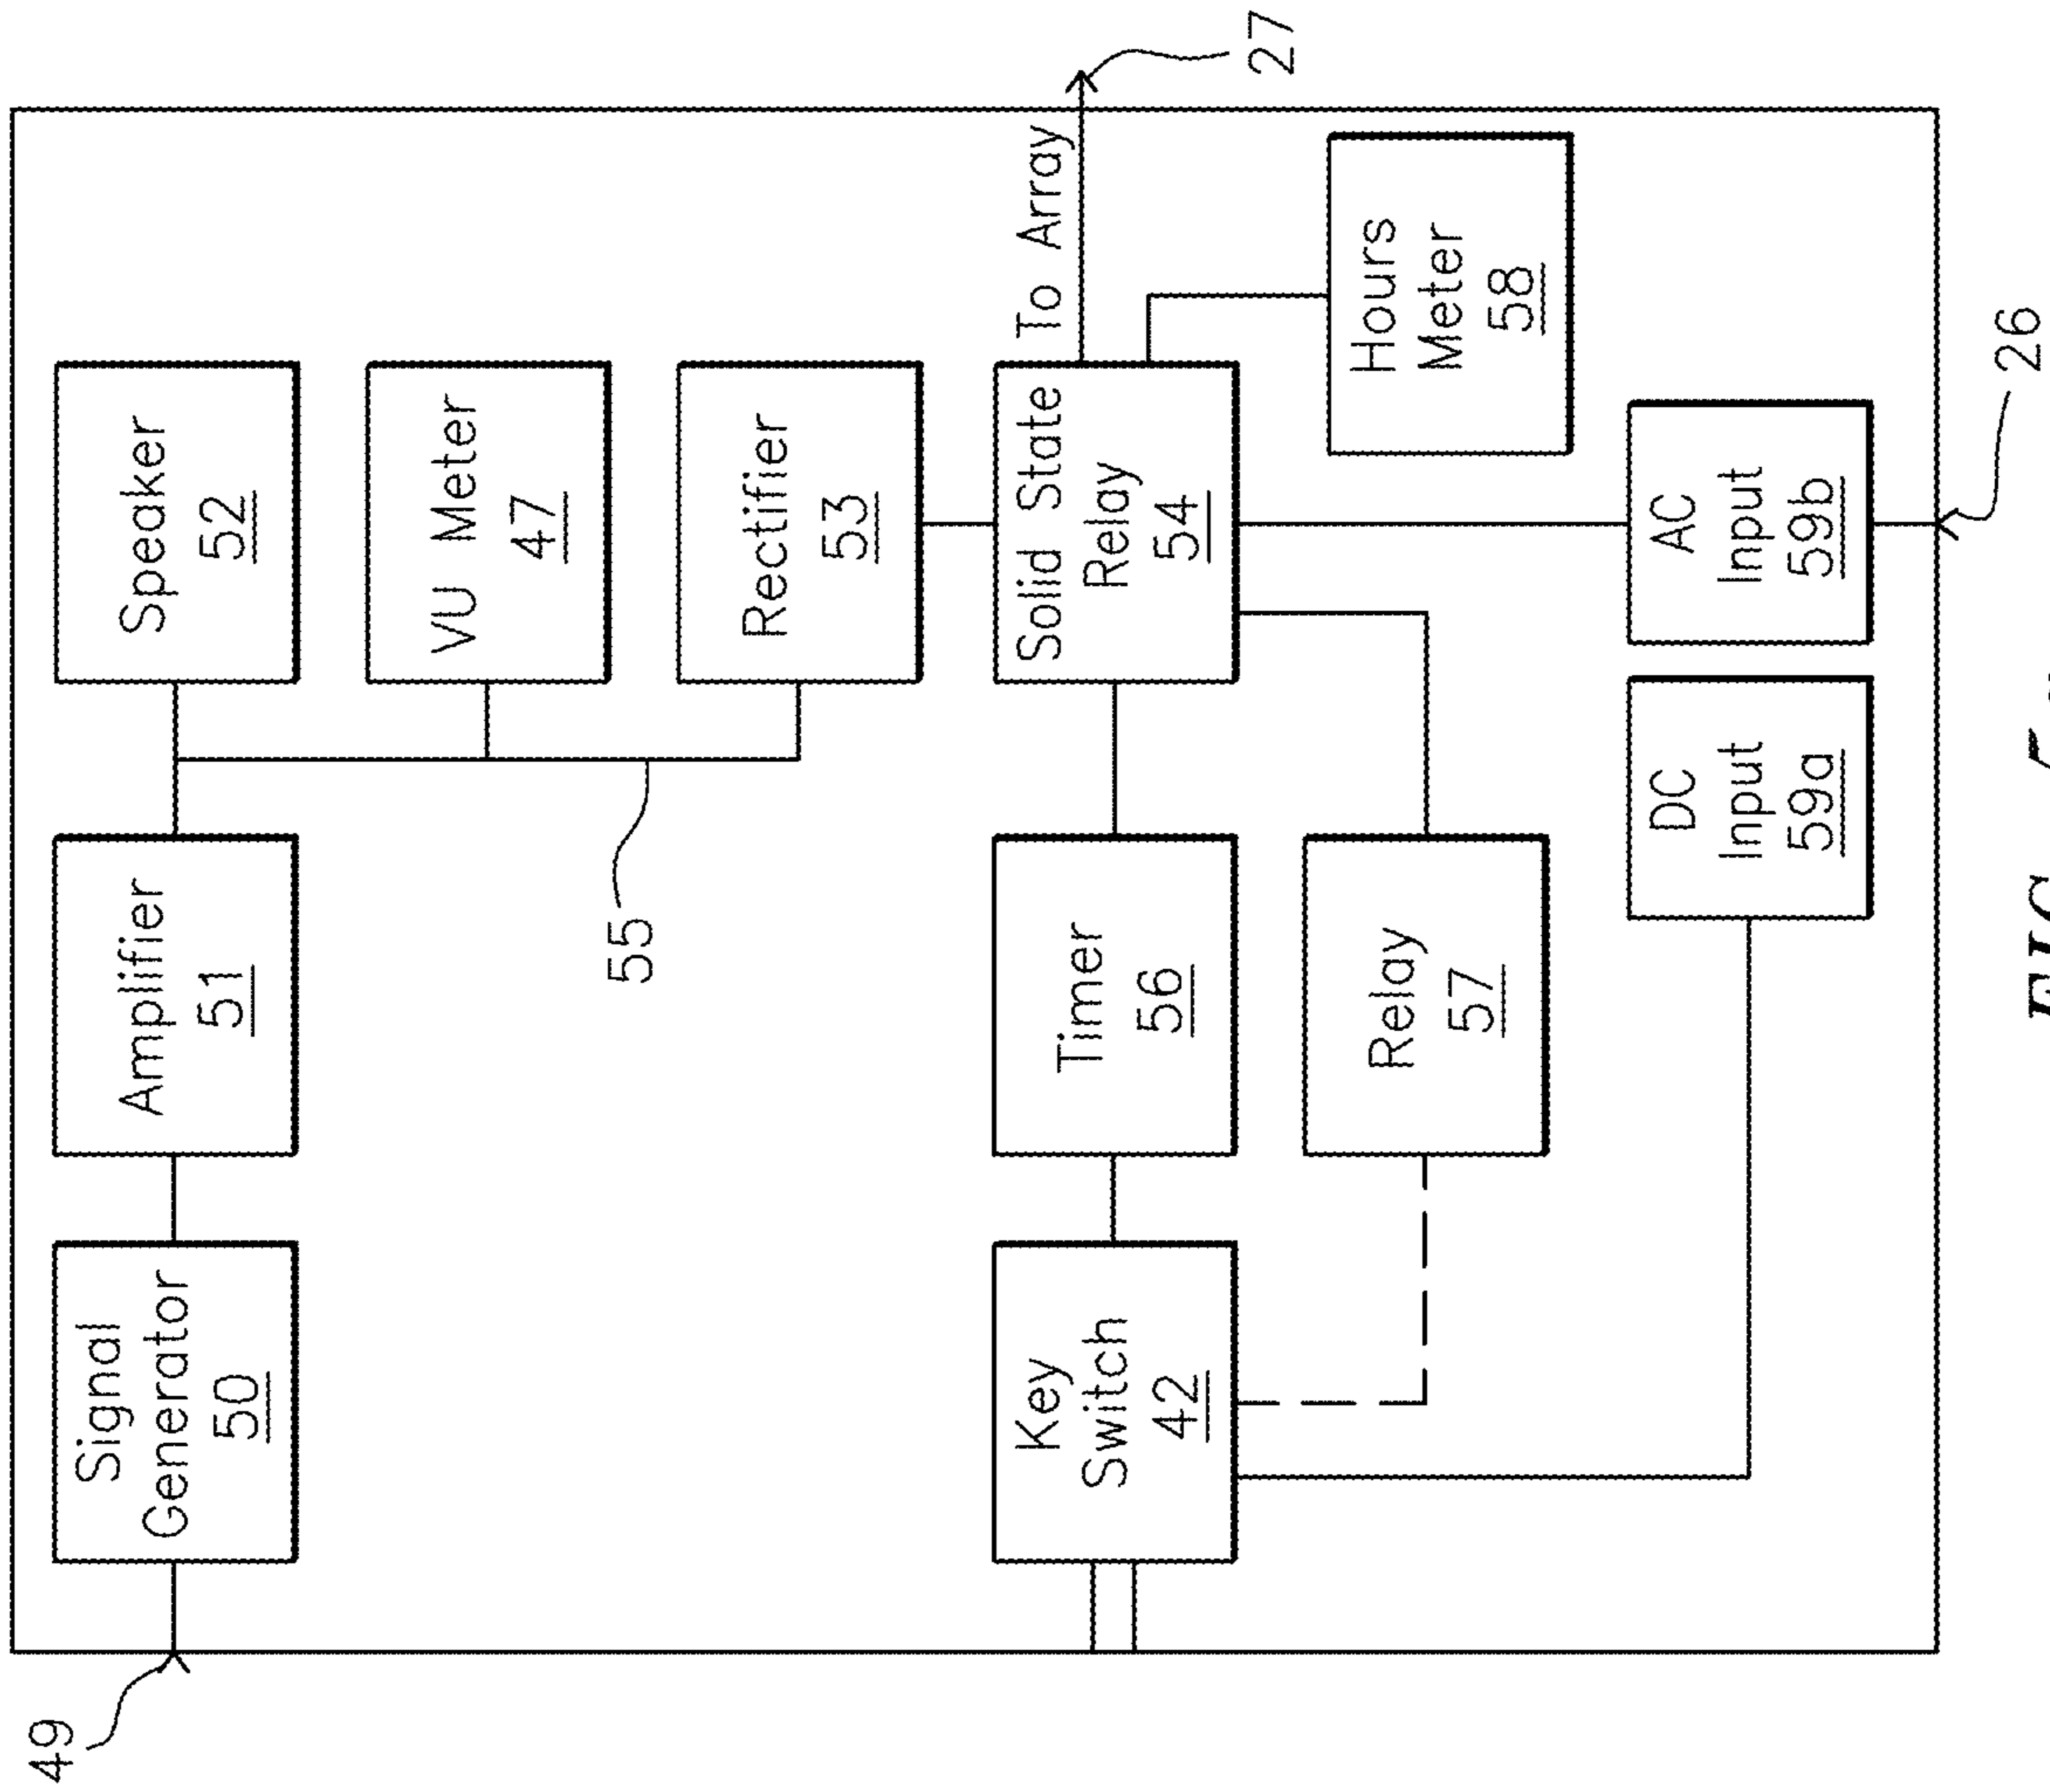 49
Signal
Generator
50
Amplifier
51
Speaker
52
VU Meter
47
Rectifier
53
55
Key
Switch
42
Timer
56
Solid State
Relay
54
To Array
27
Relay
57
Hours
Meter
58
DC
Input
59a
AC
Input
59b
26